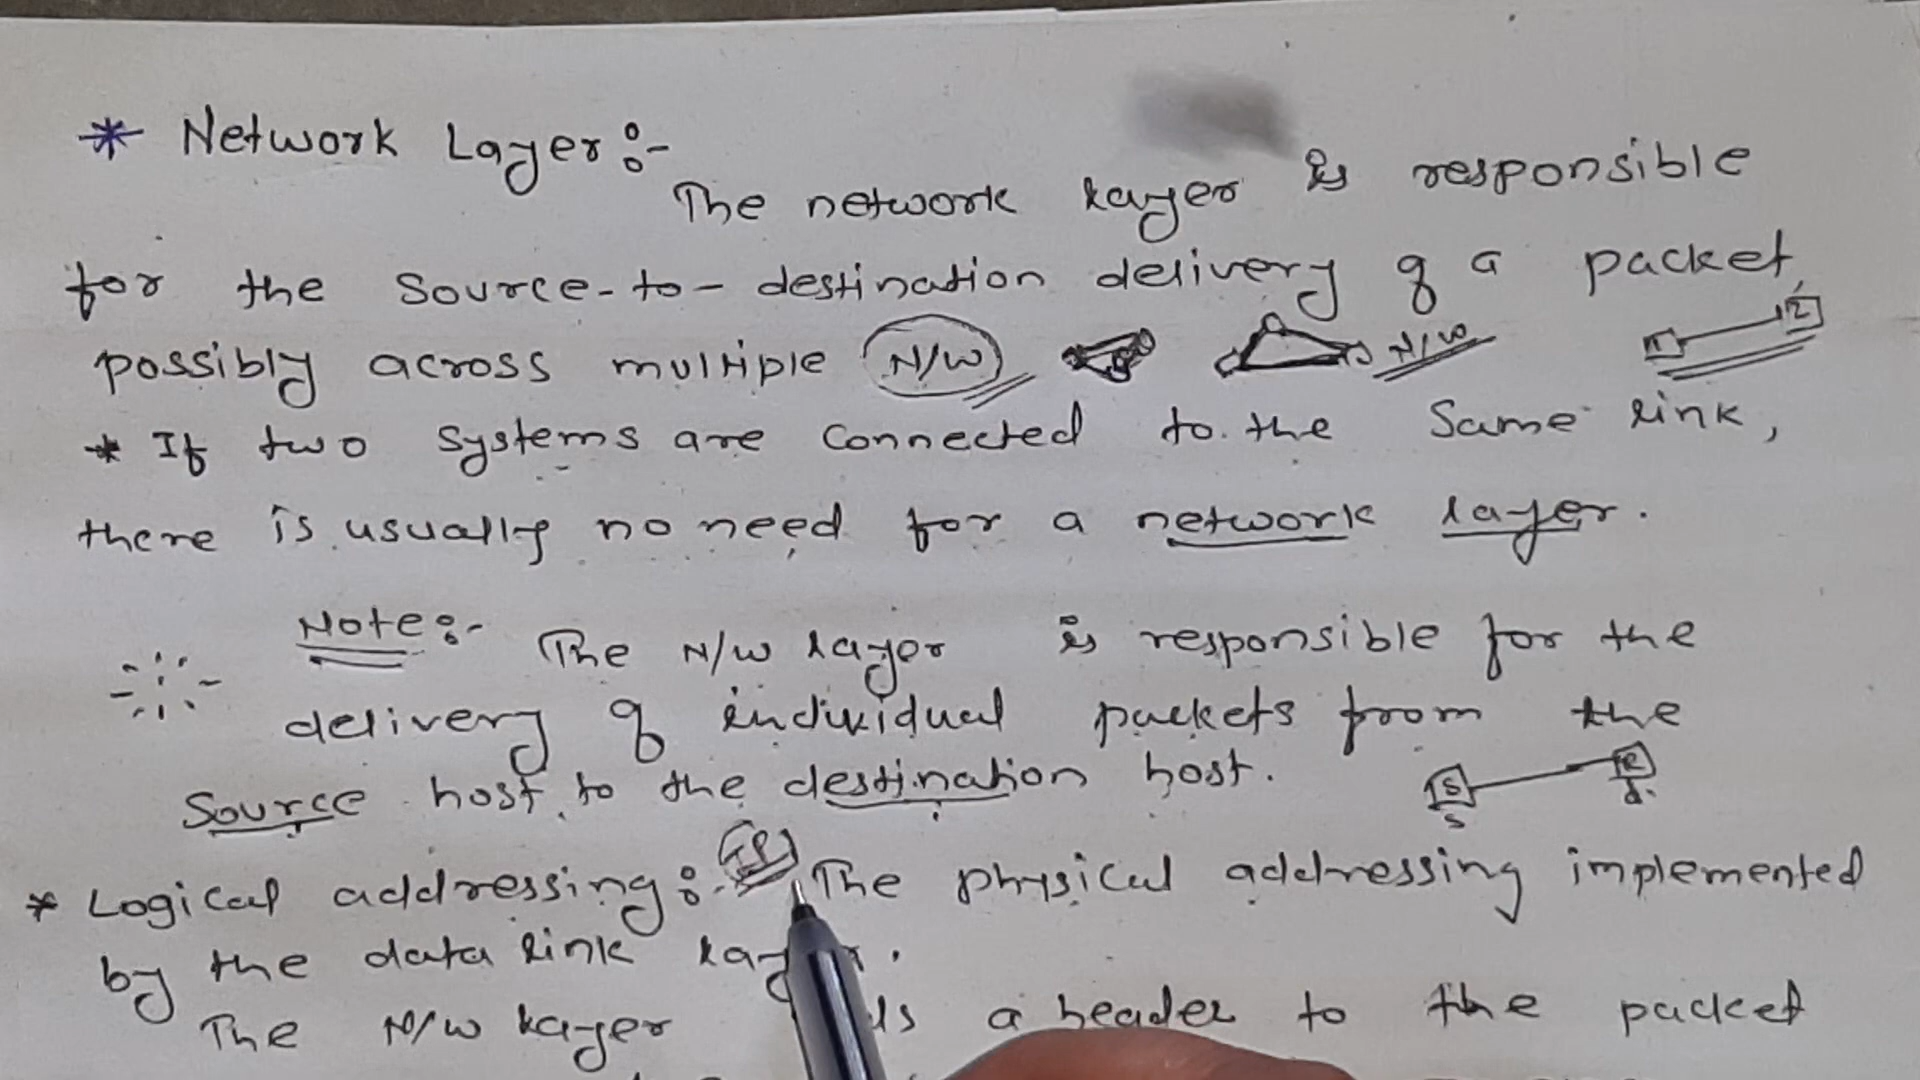 * Network Layer :-
The network layer is responsible
for the source-to-destination delivery of a packet,
possibly across multiple N/W N/W 1 2
* If two systems are connected to the same link,
there is usually no need for a network layer.
Note :- The N/W layer is responsible for the
delivery of individual packets from the
source host to the destination host. S S R d
* Logical addressing :- The physical addressing implemented
by the data link
The N/W layer a header to the packet